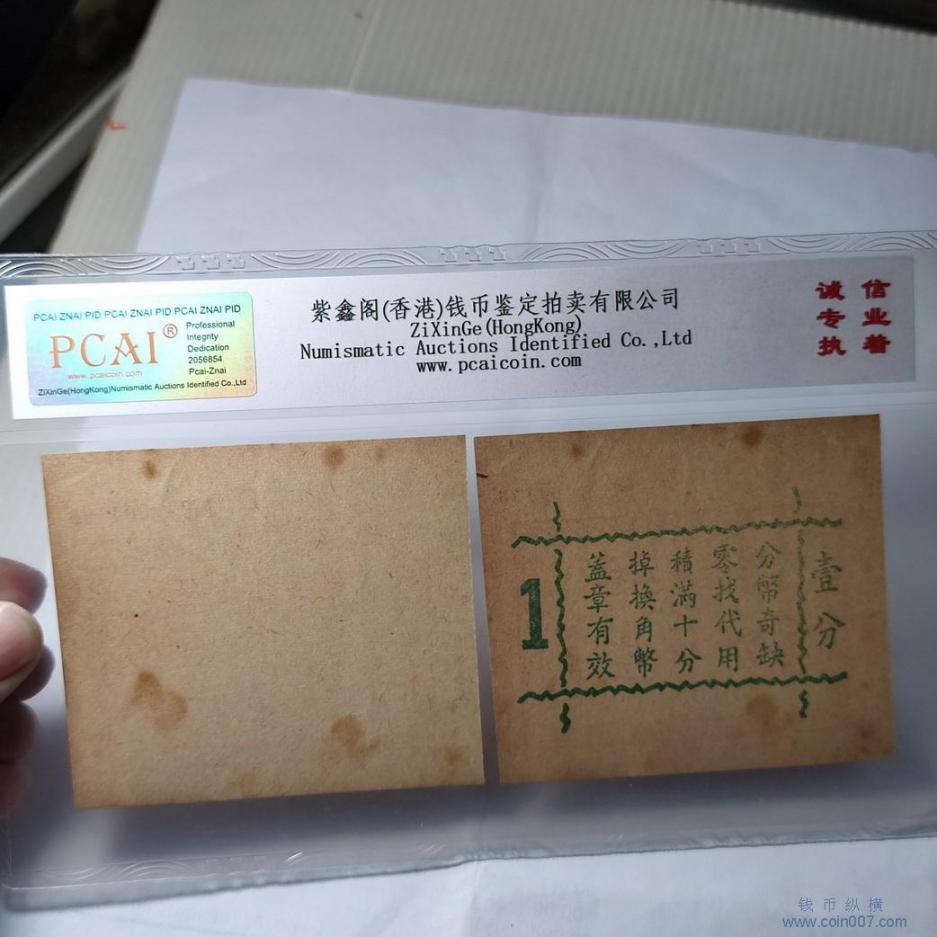 PCAI ZNAI PID PCAI ZNAI PID PCAI ZNAI PID
PCAI®
www.pcaicoin.com
Professional
Integrity
Dedication
2056854
Pcai-Znai
ZiXinGe(HongKong)Numismatic Auctions Identified Co.,Ltd
紫鑫阁(香港)钱币鉴定拍卖有限公司
ZiXinGe(HongKong)
Numismatic Auctions Identified Co.,Ltd
www.pcaicoin.com
诚信
专业
执着
壹分
分幣奇缺
零找代用
積滿十分
掉換角幣
蓋章有效
1
钱币纵横
www.coin007.com